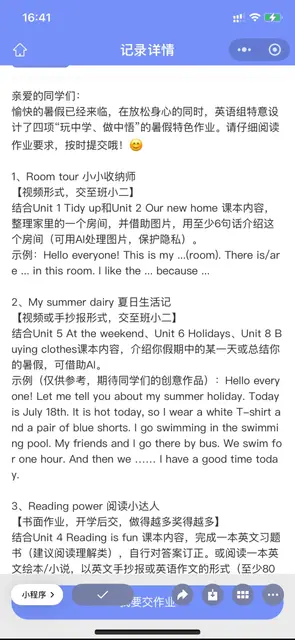 16:41
记录详情
亲爱的同学们：
愉快的暑假已经来临，在放松身心的同时，英语组特意设
计了四项“玩中学、做中悟”的暑假特色作业。请仔细阅读
作业要求，按时提交哦！😊
1、Room tour 小小收纳师
【视频形式，交至班小二】
结合Unit 1 Tidy up和Unit 2 Our new home 课本内容，
整理家里的一个房间，并借助图片，用至少6句话介绍这
个房间（可用AI处理图片，保护隐私）。
示例：Hello everyone! This is my ...(room). There is/ar
e ... in this room. I like the ... because ...
2、My summer dairy 夏日生活记
【视频或手抄报形式，交至班小二】
结合Unit 5 At the weekend、Unit 6 Holidays、Unit 8 B
uying clothes课本内容，介绍你假期中的某一天或总结你
的暑假，可借助AI。
示例（仅供参考，期待同学们的创意作品）：Hello every
one! Let me tell you about my summer holiday. Today
is July 18th. It is hot today, so I wear a white T-shirt an
d a pair of blue shorts. I go swimming in the swimmi
ng pool. My friends and I go there by bus. We swim f
or one hour. And then we …… I have a good time toda
y.
3、Reading power 阅读小达人
【书面作业，开学后交，做得越多奖得越多】
结合Unit 4 Reading is fun 课本内容，完成一本英文习题
书（建议阅读理解类），自行对答案订正。或阅读一本英
文绘本/小说，以英文手抄报或英语作文的形式（至少80
小程序 >
我要交作业